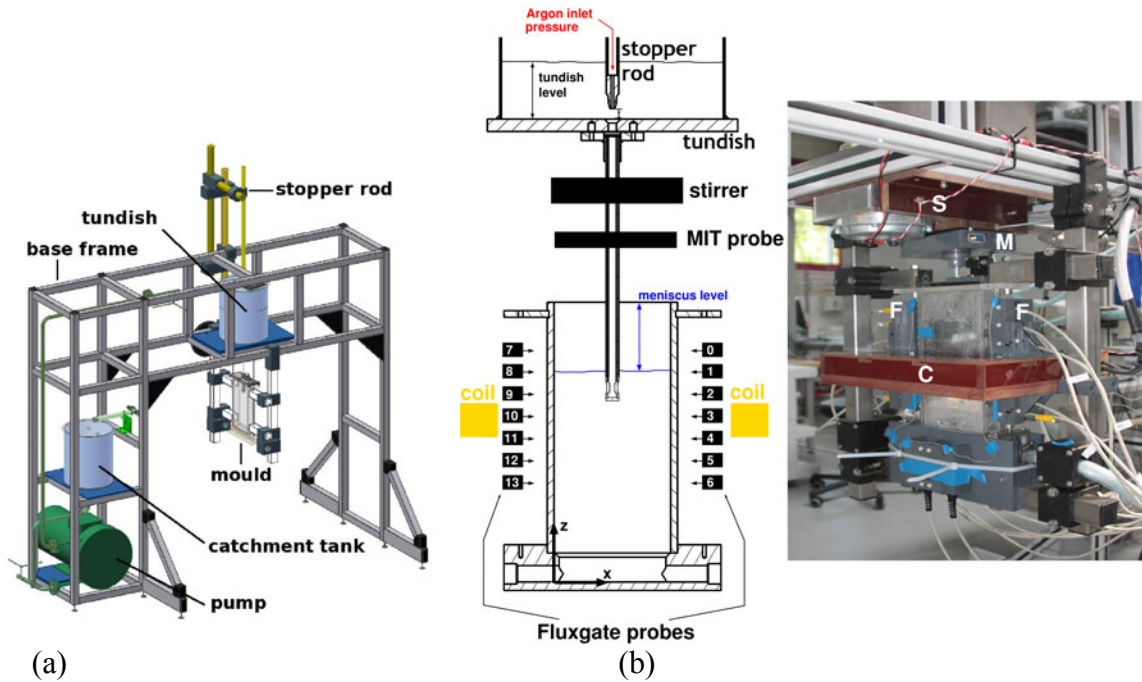 stopper rod
tundish
base frame
mould
catchment tank
pump
(a)
Argon inlet
pressure
stopper
rod
tundish
level
tundish
stirrer
MIT probe
meniscus level
7
8
9
10
11
12
13
coil
0
1
2
3
4
5
6
coil
z
x
Fluxgate probes
(b)
S
M
F
F
C